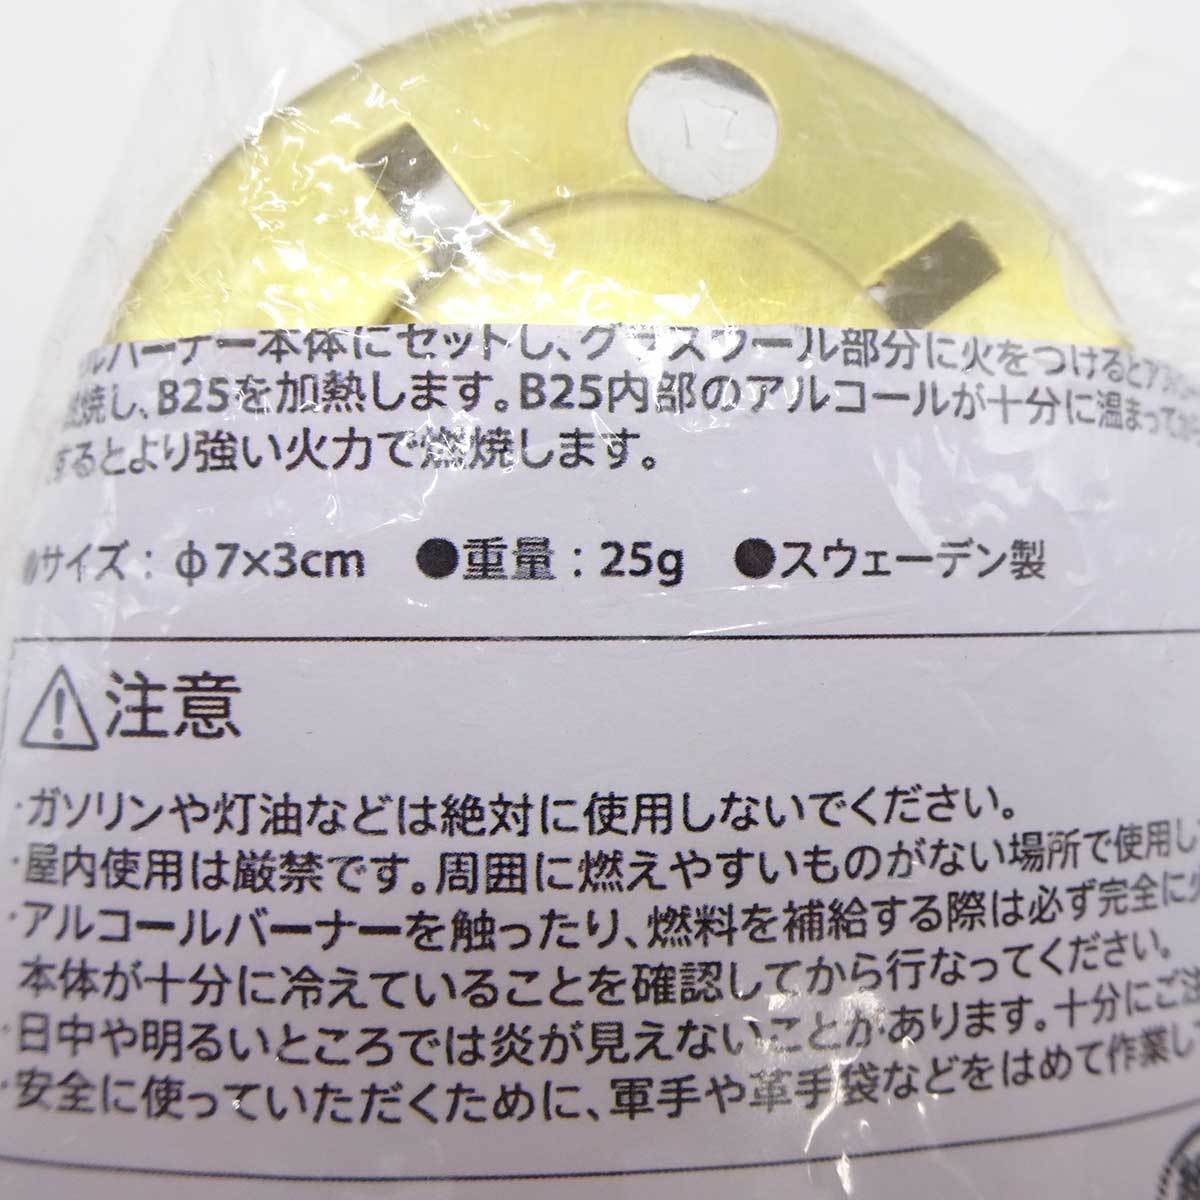 ルバーナー本体にセットし、グラスウール部分に火をつけるとア
燃焼し、B25を加熱します。B25内部のアルコールが十分に温まってか
するとより強い火力で燃焼します。
●サイズ：φ7×3cm ●重量：25g ●スウェーデン製
注意
・ガソリンや灯油などは絶対に使用しないでください。
・屋内使用は厳禁です。周囲に燃えやすいものがない場所で使用し
・アルコールバーナーを触ったり、燃料を補給する際は必ず完全に
本体が十分に冷えていることを確認してから行なってください。
・日中や明るいところでは炎が見えないことがあります。十分にご注
・安全に使っていただくために、軍手や革手袋などをはめて作業し